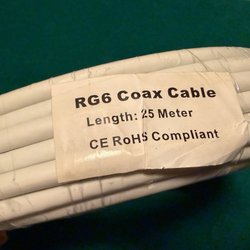 RG6 Coax Cable
Length: 25 Meter
CE RoHS Compliant